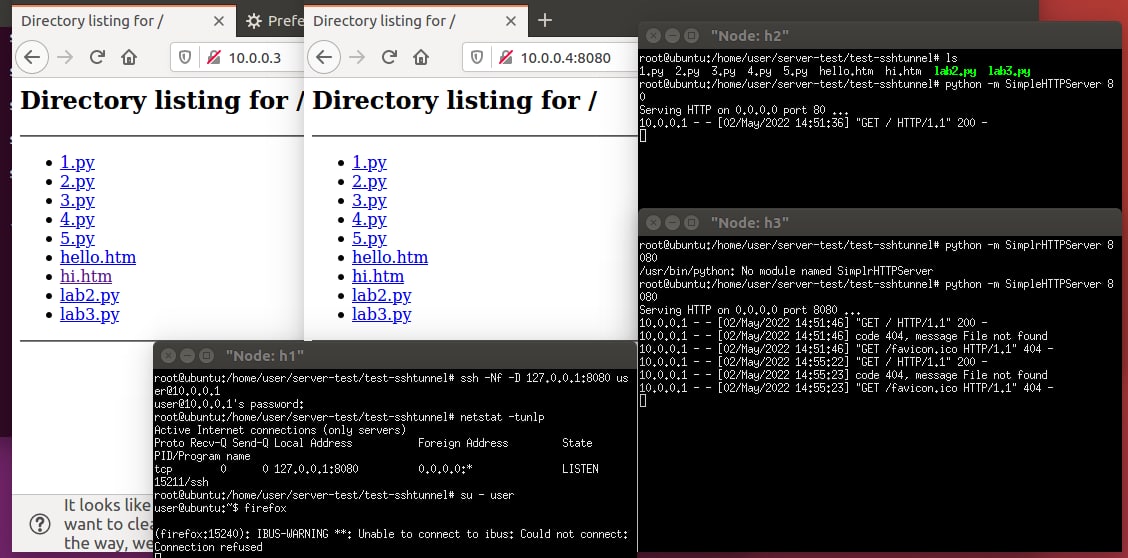 Directory listing for /
Prefe
Directory listing for /
10.0.0.3
10.0.0.4:8080
Directory listing for /
1.py
2.py
3.py
4.py
5.py
hello.htm
hi.htm
lab2.py
lab3.py
It looks like
want to clea
the way, we
Directory listing for /
1.py
2.py
3.py
4.py
5.py
hello.htm
hi.htm
lab2.py
lab3.py
"Node: h2"
root@ubuntu:/home/user/server-test/test-sshtunnel# ls
1.py 2.py 3.py 4.py 5.py hello.htm hi.htm lab2.py lab3.py
root@ubuntu:/home/user/server-test/test-sshtunnel# python -m SimpleHTTPServer 8
0
Serving HTTP on 0.0.0.0 port 80 ...
10.0.0.1 - - [02/May/2022 14:51:36] "GET / HTTP/1.1" 200 -
"Node: h3"
root@ubuntu:/home/user/server-test/test-sshtunnel# python -m SimplrHTTPServer 8
080
/usr/bin/python: No module named SimplrHTTPServer
root@ubuntu:/home/user/server-test/test-sshtunnel# python -m SimpleHTTPServer 8
080
Serving HTTP on 0.0.0.0 port 8080 ...
10.0.0.1 - - [02/May/2022 14:51:46] "GET / HTTP/1.1" 200 -
10.0.0.1 - - [02/May/2022 14:51:46] code 404, message File not found
10.0.0.1 - - [02/May/2022 14:51:46] "GET /favicon.ico HTTP/1.1" 404 -
10.0.0.1 - - [02/May/2022 14:55:22] "GET / HTTP/1.1" 200 -
10.0.0.1 - - [02/May/2022 14:55:23] code 404, message File not found
10.0.0.1 - - [02/May/2022 14:55:23] "GET /favicon.ico HTTP/1.1" 404 -
"Node: h1"
root@ubuntu:/home/user/server-test/test-sshtunnel# ssh -Nf -D 127.0.0.1:8080 us
er@10.0.0.1
user@10.0.0.1's password:
root@ubuntu:/home/user/server-test/test-sshtunnel# netstat -tunlp
Active Internet connections (only servers)
Proto Recv-Q Send-Q Local Address Foreign Address State
PID/Program name
tcp 0 0 127.0.0.1:8080 0.0.0.0:* LISTEN
15211/ssh
root@ubuntu:/home/user/server-test/test-sshtunnel# su - user
user@ubuntu:~$ firefox
(firefox:15240): IBUS-WARNING **: Unable to connect to ibus: Could not connect:
Connection refused